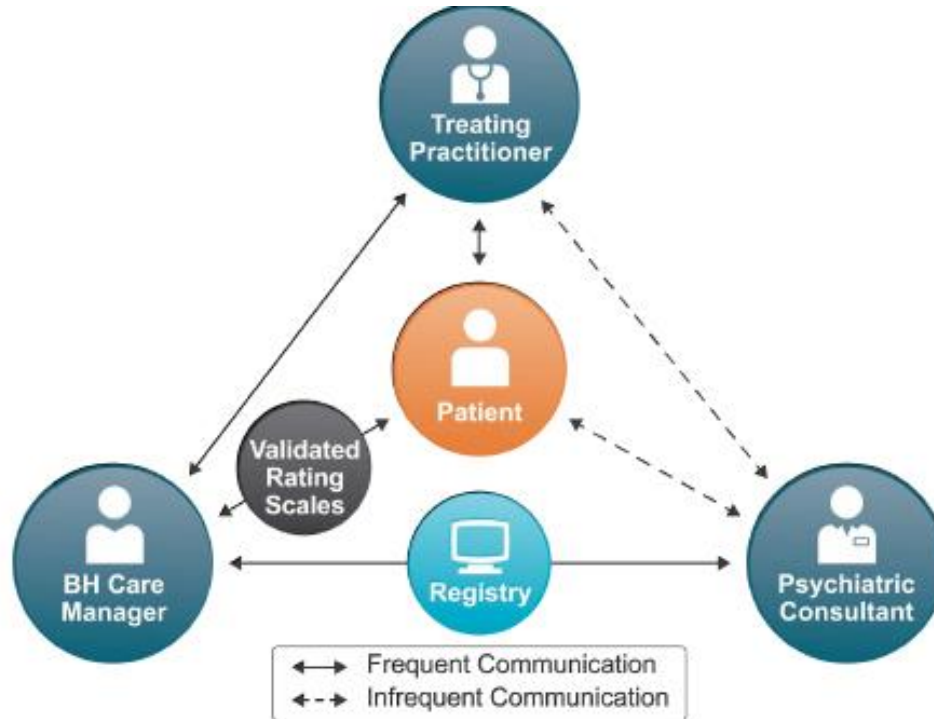 Treating
Practitioner
Patient
Validated
Rating
Scales
BH Care
Manager
Registry
Psychiatric
Consultant
Frequent Communication
Infrequent Communication